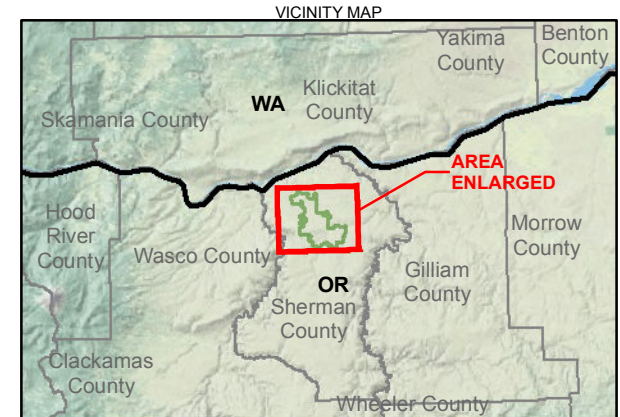 VICINITY MAP
Yakima
County
Benton
County
Klickitat
County
WA
Skamania County
AREA
ENLARGED
Hood
River
County
Wasco County
Morrow
County
Gilliam
County
OR
Sherman
County
Clackamas
County
Wheeler County